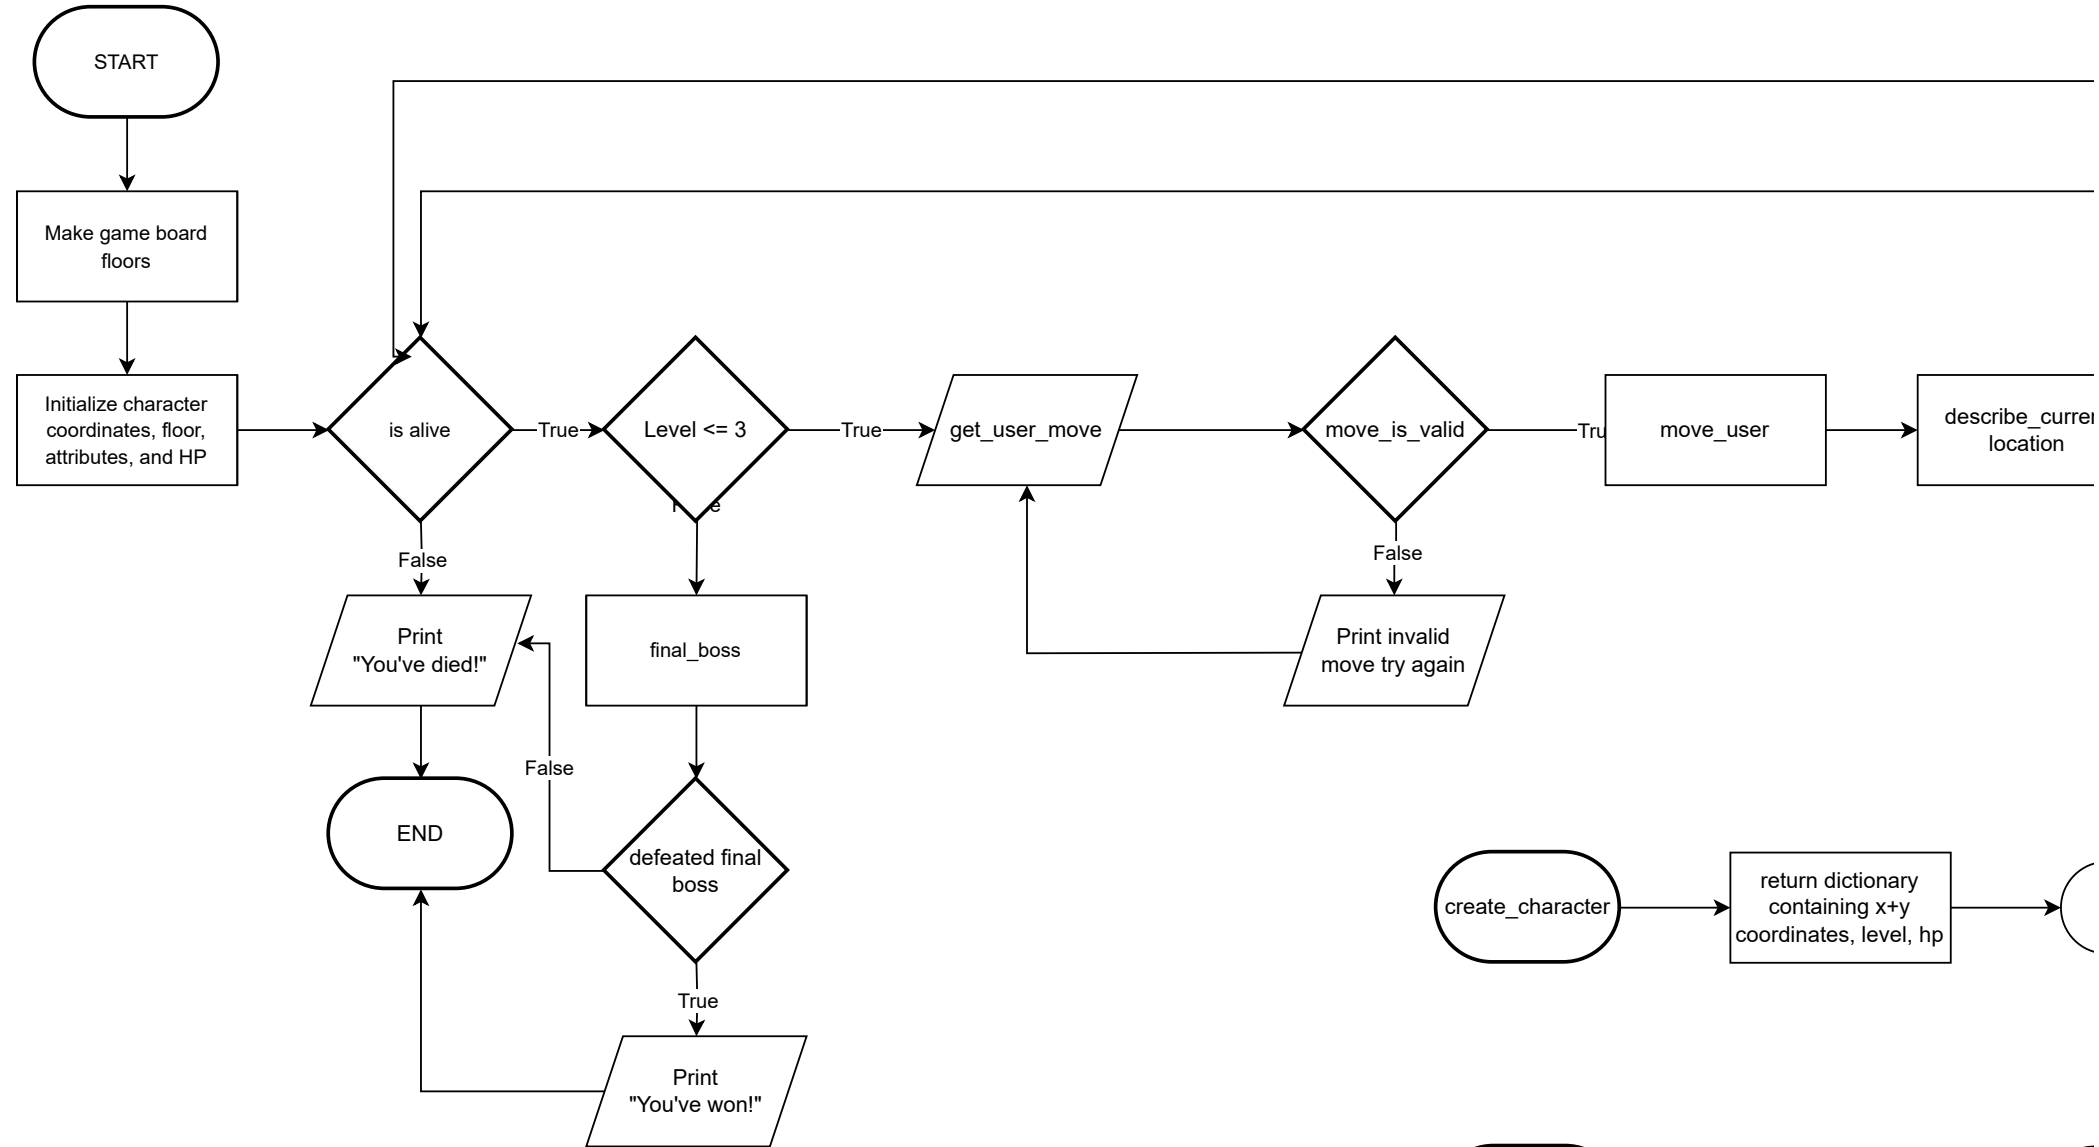 START
Make game board
floors
Initialize character
coordinates, floor,
attributes, and HP
is alive
True
Level <= 3
True
get_user_move
move_is_valid
move_user
location
False
False
Print
"You've died!"
final_boss
Print invalid
move try again
False
END
defeated final
boss
create_character
return dictionary
containing x+y
coordinates, level, hp
True
Print
"You've won!"